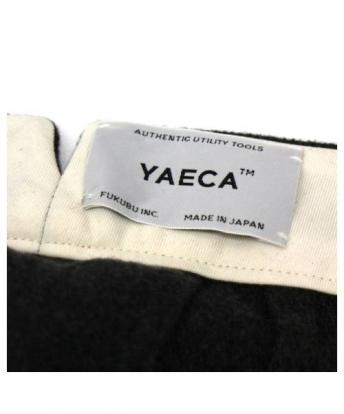 AUTHENTIC UTILITY TOOLS
YAECA™
FUKUBU INC.
MADE IN JAPAN